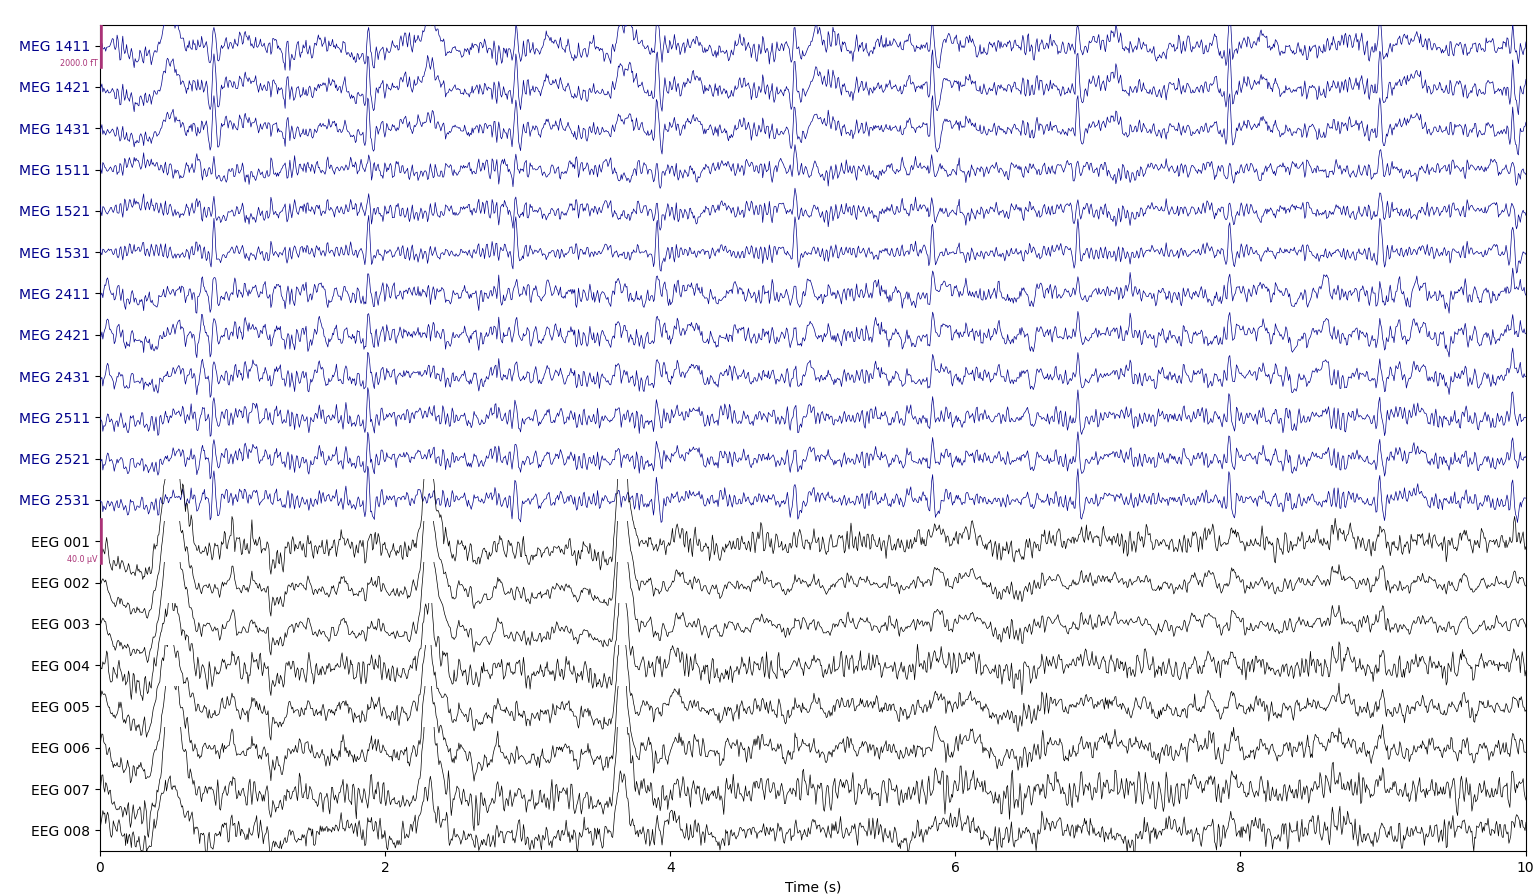 MEG 1411
2000.0 fT
MEG 1421
MEG 1431
MEG 1511
MEG 1521
MEG 1531
MEG 2411
MEG 2421
MEG 2431
MEG 2511
MEG 2521
MEG 2531
EEG 001
40.0 µV
EEG 002
EEG 003
EEG 004
EEG 005
EEG 006
EEG 007
EEG 008
0 2 4 6 8 10
Time (s)